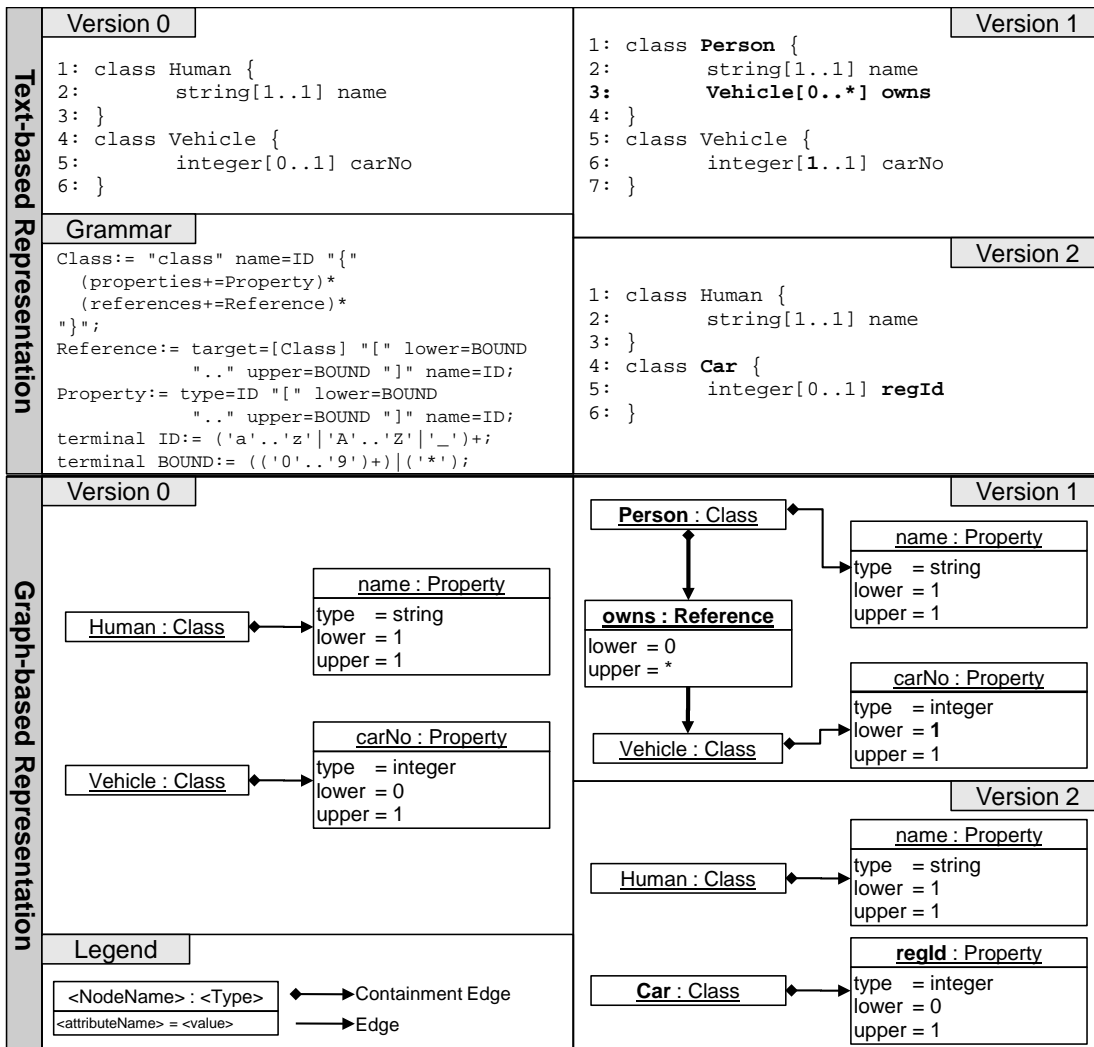 Text-based Representation
Version 0
1: class Human {
2: string[1..1] name
3: }
4: class Vehicle {
5: integer[0..1] carNo
6: }
Grammar
Class:= "class" name=ID "{"
(properties+=Property)*
(references+=Reference)*
"}";
Reference:= target=[Class] "[" lower=BOUND
".." upper=BOUND "]" name=ID;
Property:= type=ID "[" lower=BOUND
".." upper=BOUND "]" name=ID;
terminal ID:= ('a'..'z'|'A'..'Z'|'_')+;
terminal BOUND:= (('0'..'9')+)|('*');
Version 1
1: class Person {
2: string[1..1] name
3: Vehicle[0..*] owns
4: }
5: class Vehicle {
6: integer[1..1] carNo
7: }
Version 2
1: class Human {
2: string[1..1] name
3: }
4: class Car {
5: integer[0..1] regId
6: }
Graph-based Representation
Version 0
Human : Class
name : Property
type = string
lower = 1
upper = 1
Vehicle : Class
carNo : Property
type = integer
lower = 0
upper = 1
Legend
<NodeName> : <Type>
<attributeName> = <value>
Containment Edge
Edge
Version 1
Person : Class
name : Property
type = string
lower = 1
upper = 1
owns : Reference
lower = 0
upper = *
Vehicle : Class
carNo : Property
type = integer
lower = 1
upper = 1
Version 2
Human : Class
name : Property
type = string
lower = 1
upper = 1
Car : Class
regId : Property
type = integer
lower = 0
upper = 1